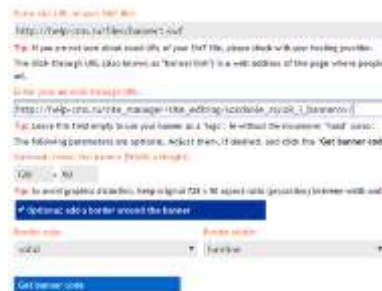 Enter the URL of your SWF file:
http://help-cms.ru/files/banner1.swf
Tip: If you are not sure about exact URL of your SWF file, please check with your hosting provider.
The click-through URL (also known as "banner link") is a web address of the page where people
url.
Enter your ad click-through URL:
http://help-cms.ru/site_manager/site_editing/
Tip: Leave this field empty to use your banner as a "logo", ie without the mouseover "hand" cursor.
The following parameters are optional. Adjust them, if desired, and click the "Get banner code
Optional: resize the banner (Width x Height):
728 x 90
Tip: to avoid graphics distortion, keep original 728 x 90 aspect ratio (proportion) between width and
Optional: add a border around the banner
Border style: Border width:
solid
Get banner code